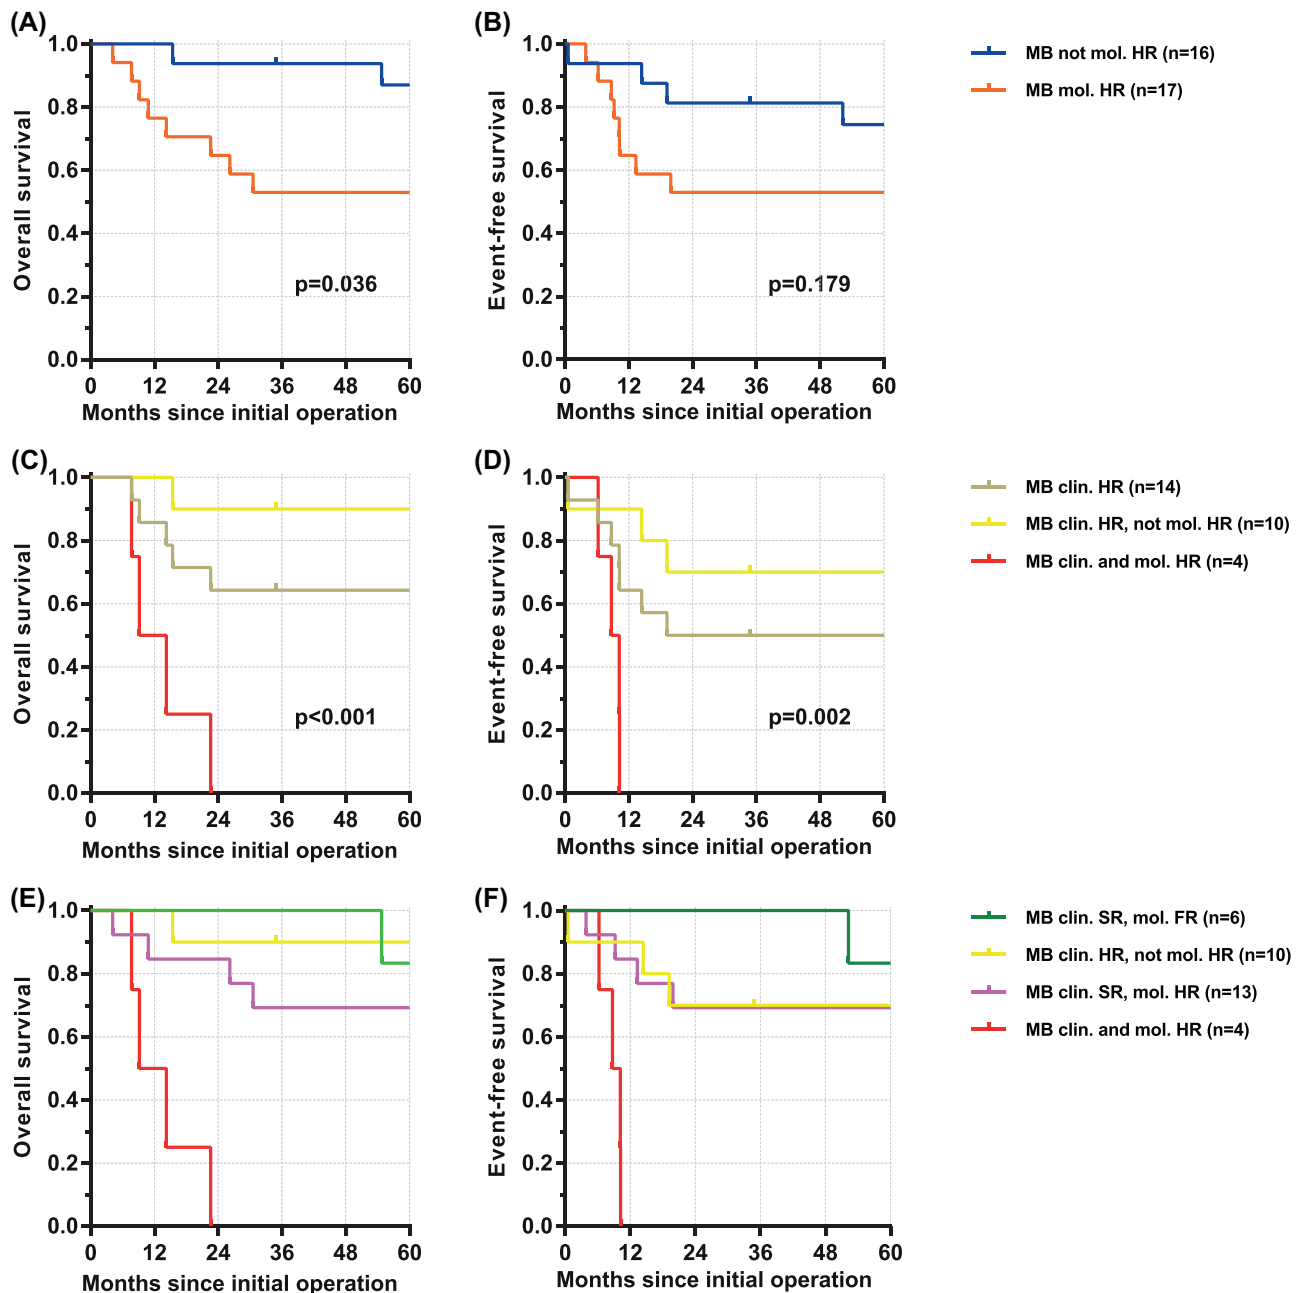 (A)
1.0
0.8
0.6
0.4
0.2
0.0
Overall survival
p=0.036
0 12 24 36 48 60
Months since initial operation
(B)
1.0
0.8
0.6
0.4
0.2
0.0
Event-free survival
p=0.179
0 12 24 36 48 60
Months since initial operation
MB not mol. HR (n=16)
MB mol. HR (n=17)
(C)
1.0
0.8
0.6
0.4
0.2
0.0
Overall survival
p<0.001
0 12 24 36 48 60
Months since initial operation
(D)
1.0
0.8
0.6
0.4
0.2
0.0
Event-free survival
p=0.002
0 12 24 36 48 60
Months since initial operation
MB clin. HR (n=14)
MB clin. HR, not mol. HR (n=10)
MB clin. and mol. HR (n=4)
(E)
1.0
0.8
0.6
0.4
0.2
0.0
Overall survival
0 12 24 36 48 60
Months since initial operation
(F)
1.0
0.8
0.6
0.4
0.2
0.0
Event-free survival
0 12 24 36 48 60
Months since initial operation
MB clin. SR, mol. FR (n=6)
MB clin. HR, not mol. HR (n=10)
MB clin. SR, mol. HR (n=13)
MB clin. and mol. HR (n=4)